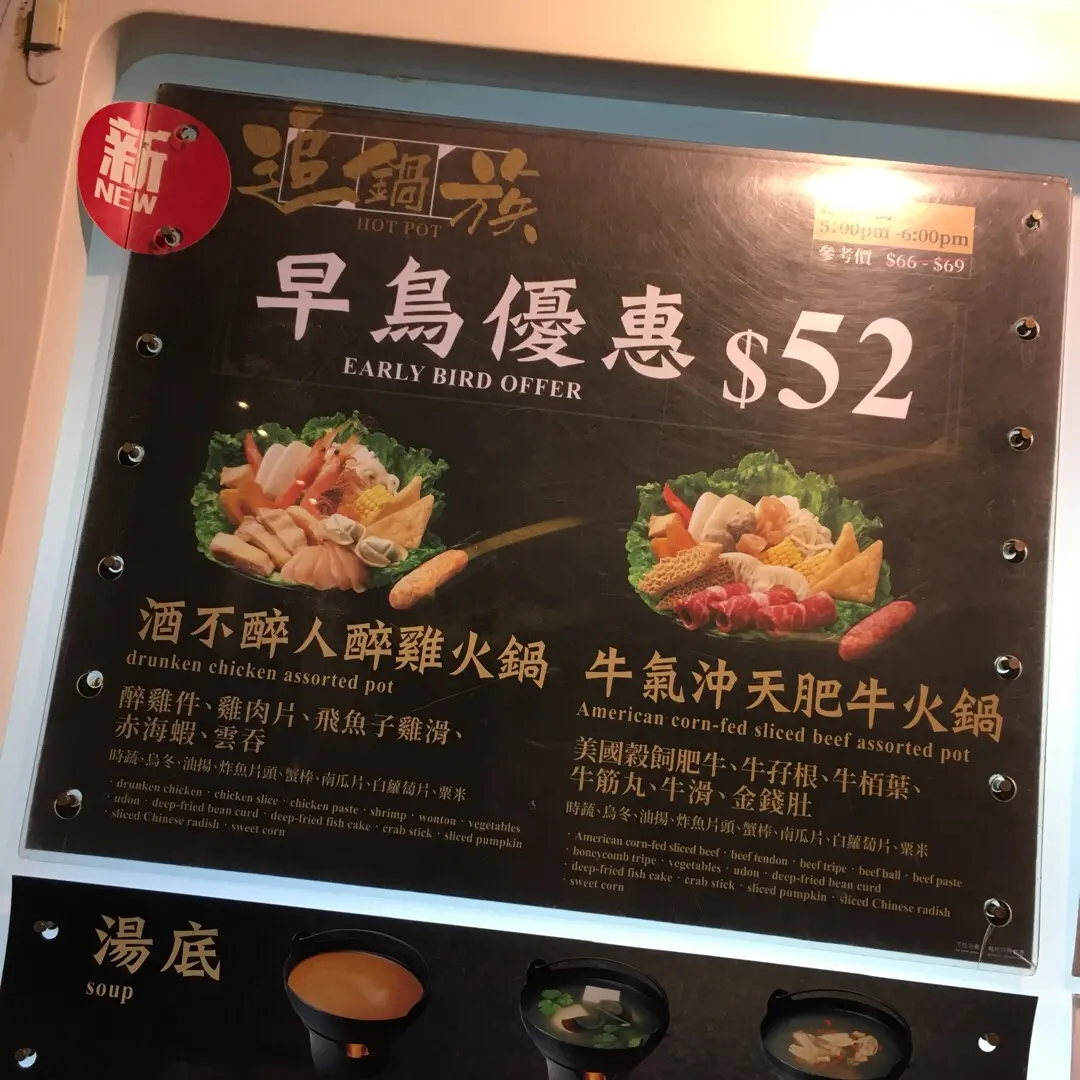 新
NEW
追鍋族
HOT POT
5:00pm -6:00pm
參考價 $66 - $69
早鳥優惠 $52
EARLY BIRD OFFER
酒不醉人醉雞火鍋
drunken chicken assorted pot
醉雞件、雞肉片、飛魚子雞滑、
赤海蝦、雲吞
時蔬、烏冬、油揚、炸魚片頭、蟹棒、南瓜片、白蘿蔔片、粟米
· drunken chicken · chicken slice · chicken paste · shrimp · wonton · vegetables
· udon · deep-fried bean curd · deep-fried fish cake · crab stick · sliced pumpkin
· sliced Chinese radish · sweet corn
牛氣沖天肥牛火鍋
American corn-fed sliced beef assorted pot
美國穀飼肥牛、牛孖根、牛栢葉、
牛筋丸、牛滑、金錢肚
時蔬、烏冬、油揚、炸魚片頭、蟹棒、南瓜片、白蘿蔔片、粟米
· American corn-fed sliced beef · beef tendon · beef tripe · beef ball · beef paste
· honeycomb tripe · vegetables · udon · deep-fried bean curd
· deep-fried fish cake · crab stick · sliced pumpkin · sliced Chinese radish
· sweet corn
湯底
soup